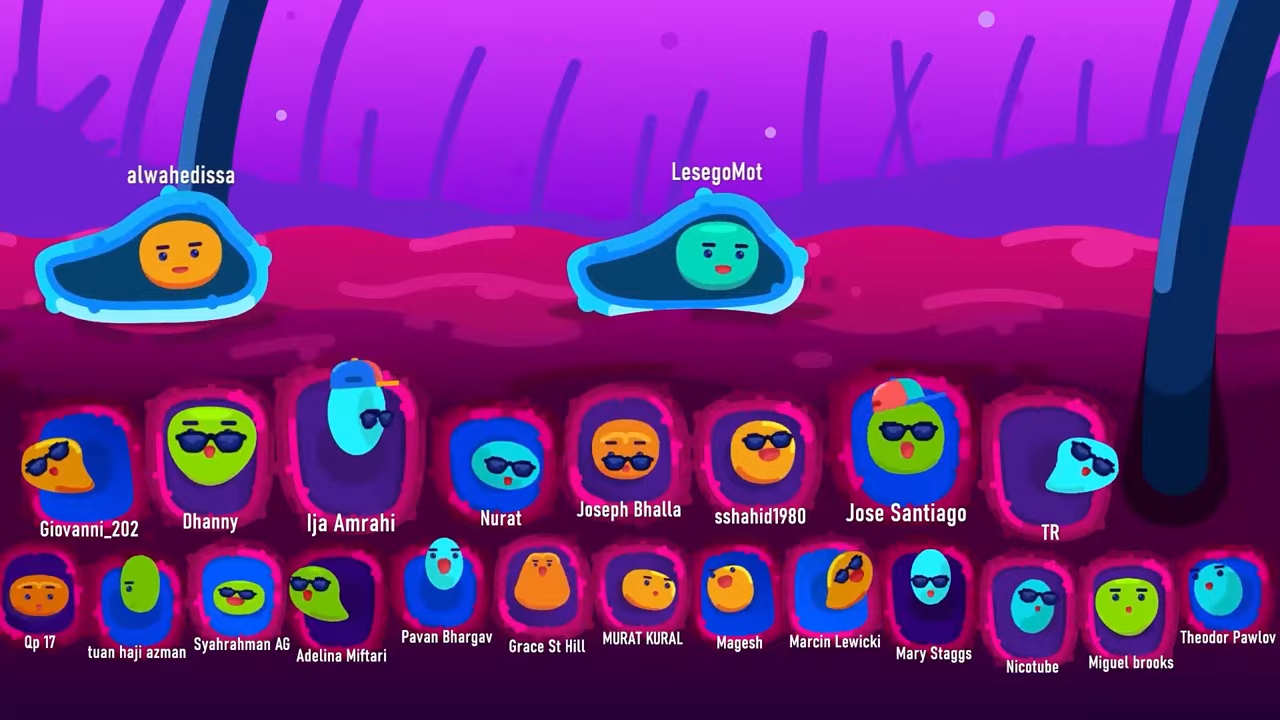 alwahedissa
LesegoMot
Giovanni_202
Dhanny
Ija Amrahi
Nurat
Joseph Bhalla
sshahid1980
Jose Santiago
TR
Qp 17
tuan haji azman
Syahrahman AG
Adelina Miftari
Pavan Bhargav
Grace St Hill
MURAT KURAL
Magesh
Marcin Lewicki
Mary Staggs
Nicotube
Miguel brooks
Theodor Pawlov